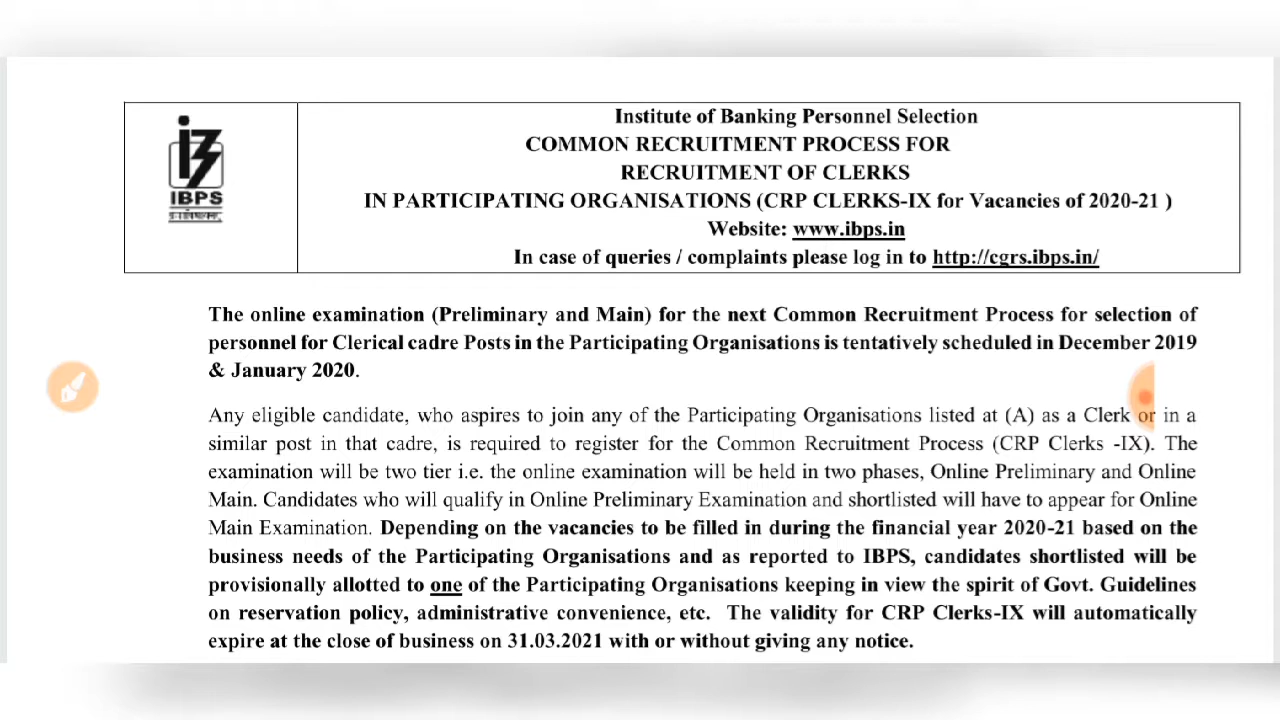 IBPS
Institute of Banking Personnel Selection
COMMON RECRUITMENT PROCESS FOR
RECRUITMENT OF CLERKS
IN PARTICIPATING ORGANISATIONS (CRP CLERKS-IX for Vacancies of 2020-21 )
Website: www.ibps.in
In case of queries / complaints please log in to http://cgrs.ibps.in/
The online examination (Preliminary and Main) for the next Common Recruitment Process for selection of
personnel for Clerical cadre Posts in the Participating Organisations is tentatively scheduled in December 2019
& January 2020.
Any eligible candidate, who aspires to join any of the Participating Organisations listed at (A) as a Clerk or in a
similar post in that cadre, is required to register for the Common Recruitment Process (CRP Clerks -IX). The
examination will be two tier i.e. the online examination will be held in two phases, Online Preliminary and Online
Main. Candidates who will qualify in Online Preliminary Examination and shortlisted will have to appear for Online
Main Examination. Depending on the vacancies to be filled in during the financial year 2020-21 based on the
business needs of the Participating Organisations and as reported to IBPS, candidates shortlisted will be
provisionally allotted to one of the Participating Organisations keeping in view the spirit of Govt. Guidelines
on reservation policy, administrative convenience, etc. The validity for CRP Clerks-IX will automatically
expire at the close of business on 31.03.2021 with or without giving any notice.